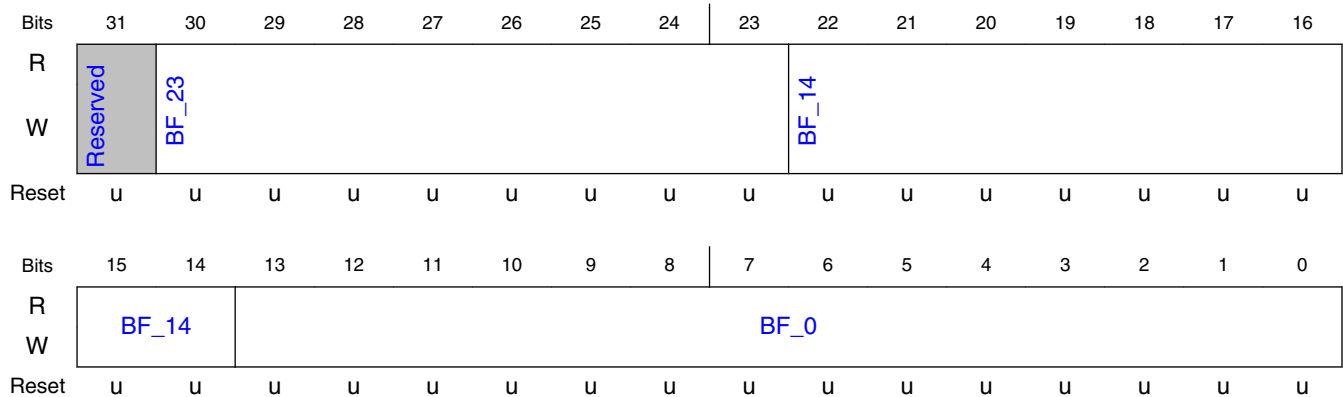 Bits 31 30 29 28 27 26 25 24 23 22 21 20 19 18 17 16
R
W
Reserved BF_23 BF_14
Reset u u u u u u u u u u u u u u u u
Bits 15 14 13 12 11 10 9 8 7 6 5 4 3 2 1 0
R
W
BF_14 BF_0
Reset u u u u u u u u u u u u u u u u